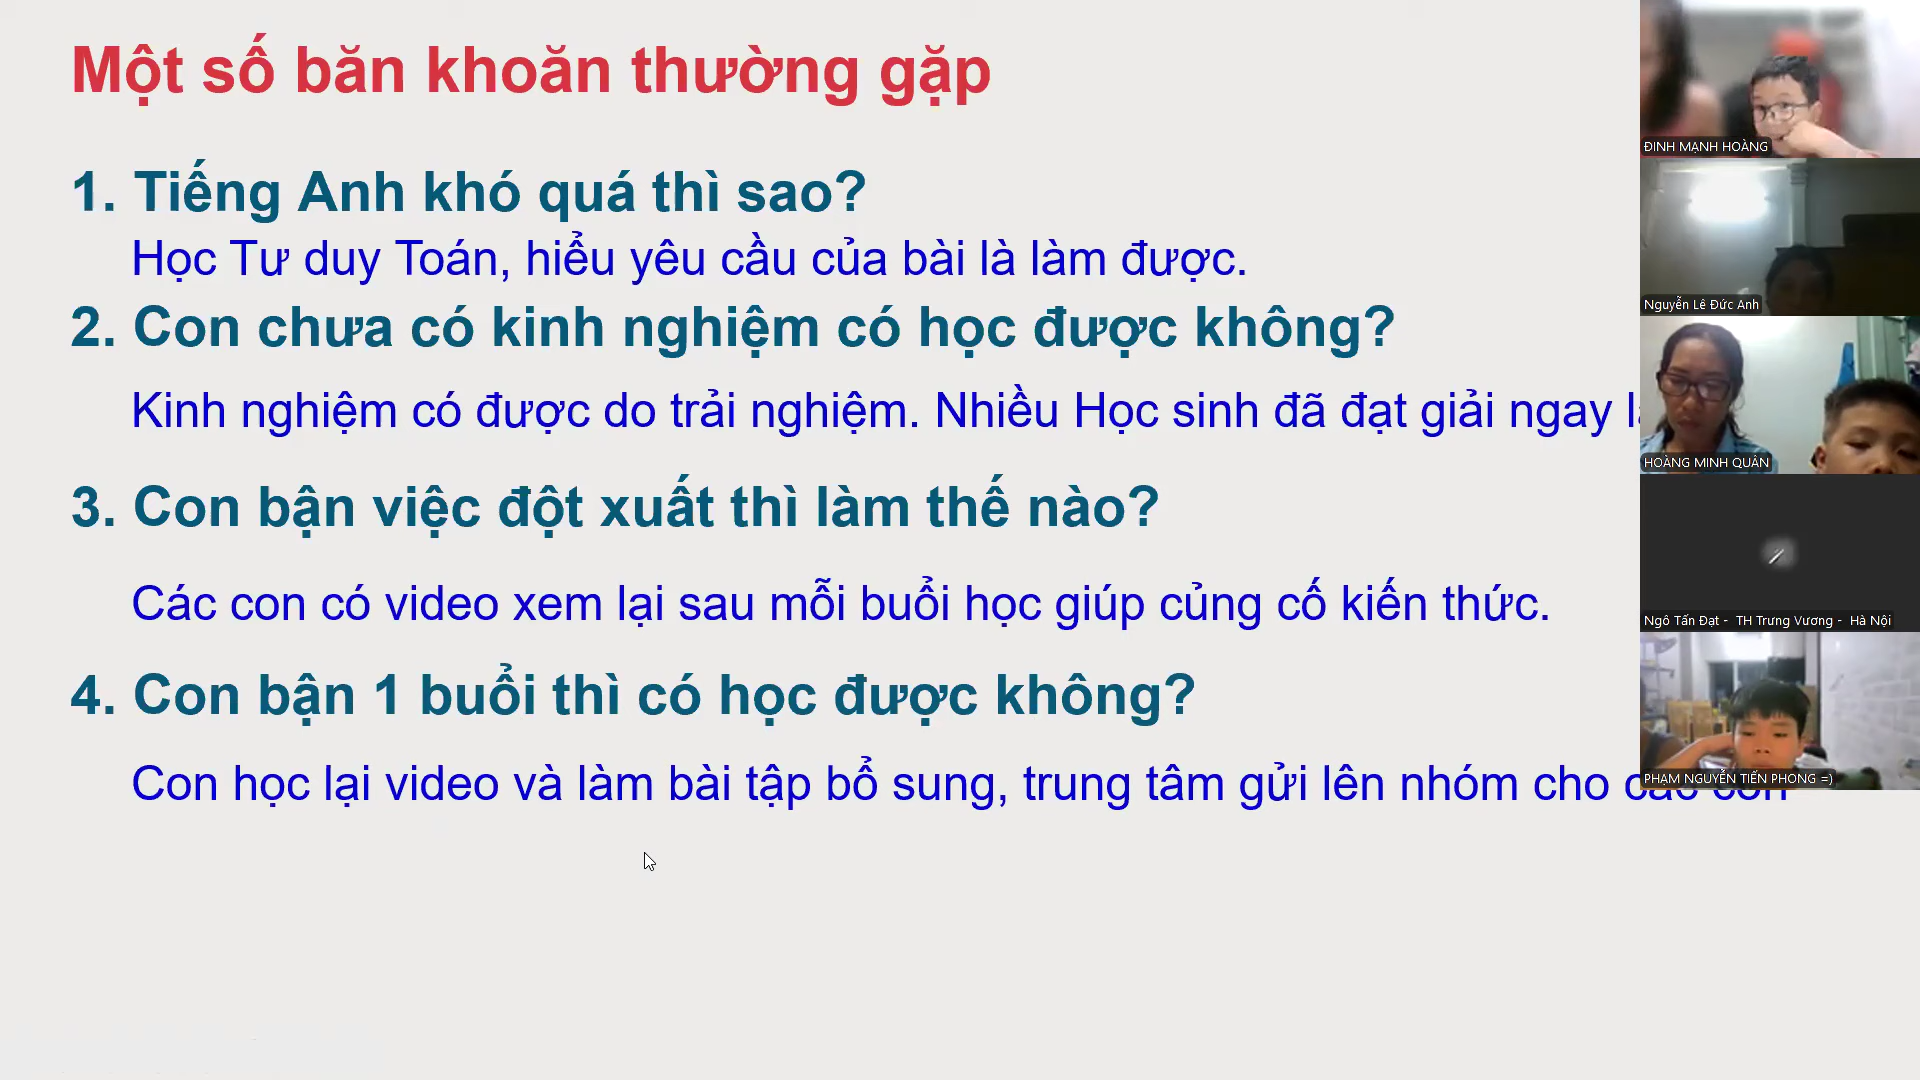 Một số băn khoăn thường gặp
1. Tiếng Anh khó quá thì sao?
Học Tư duy Toán, hiểu yêu cầu của bài là làm được.
2. Con chưa có kinh nghiệm có học được không?
Kinh nghiệm có được do trải nghiệm. Nhiều Học sinh đã đạt giải ngay
3. Con bận việc đột xuất thì làm thế nào?
Các con có video xem lại sau mỗi buổi học giúp củng cố kiến thức.
4. Con bận 1 buổi thì có học được không?
Con học lại video và làm bài tập bổ sung, trung tâm gửi lên nhóm cho các con
ĐINH MẠNH HOÀNG
Nguyễn Lê Đức Anh
HOÀNG MINH QUÂN
Ngô Tấn Đạt - TH Trưng Vương - Hà Nội
PHẠM NGUYỄN TIẾN PHONG =)